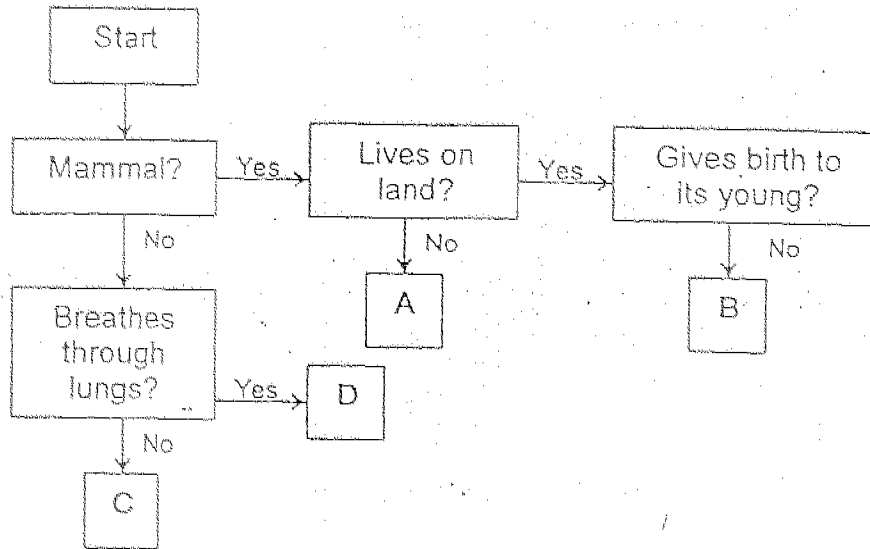 Start
Mammal?
Yes
Lives on
land?
Yes
Gives birth to
its young?
No
No
No
A
B
Breathes
through
lungs?
Yes
D
No
C